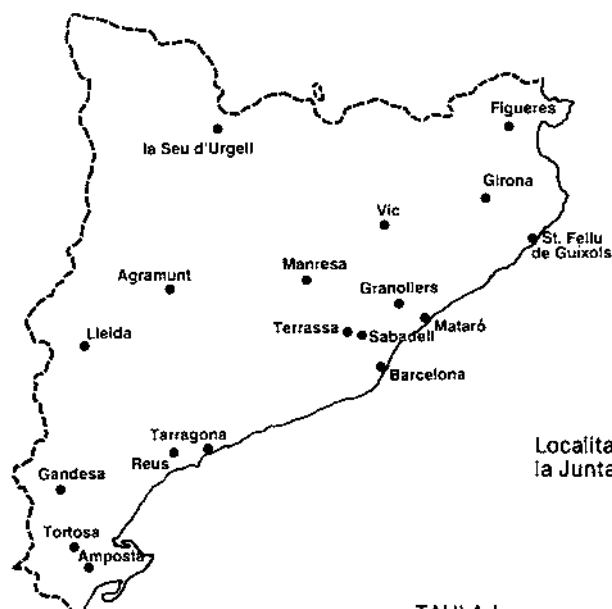 Figueres
la Seu d'Urgell
Girona
Vic
St. Feliu
de Guixols
Manresa
Agramunt
Granollers
Mataró
Terrassa
Sabadell
Lleida
Barcelona
Tarragona
Reus
Localita
la Junta
Gandesa
Tortosa
Amposta